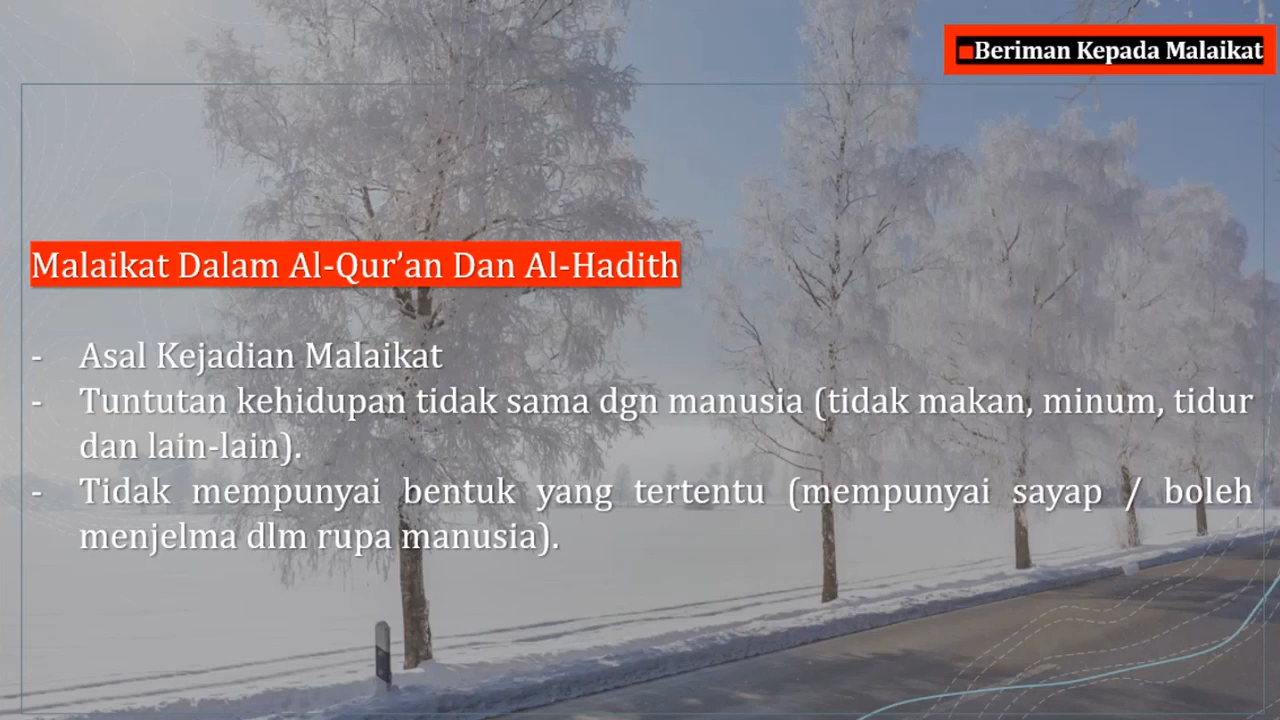 Beriman Kepada Malaikat
Malaikat Dalam Al-Qur’an Dan Al-Hadith
- Asal Kejadian Malaikat
- Tuntutan kehidupan tidak sama dgn manusia (tidak makan, minum, tidur
dan lain-lain).
- Tidak mempunyai bentuk yang tertentu (mempunyai sayap / boleh
menjelma dlm rupa manusia).